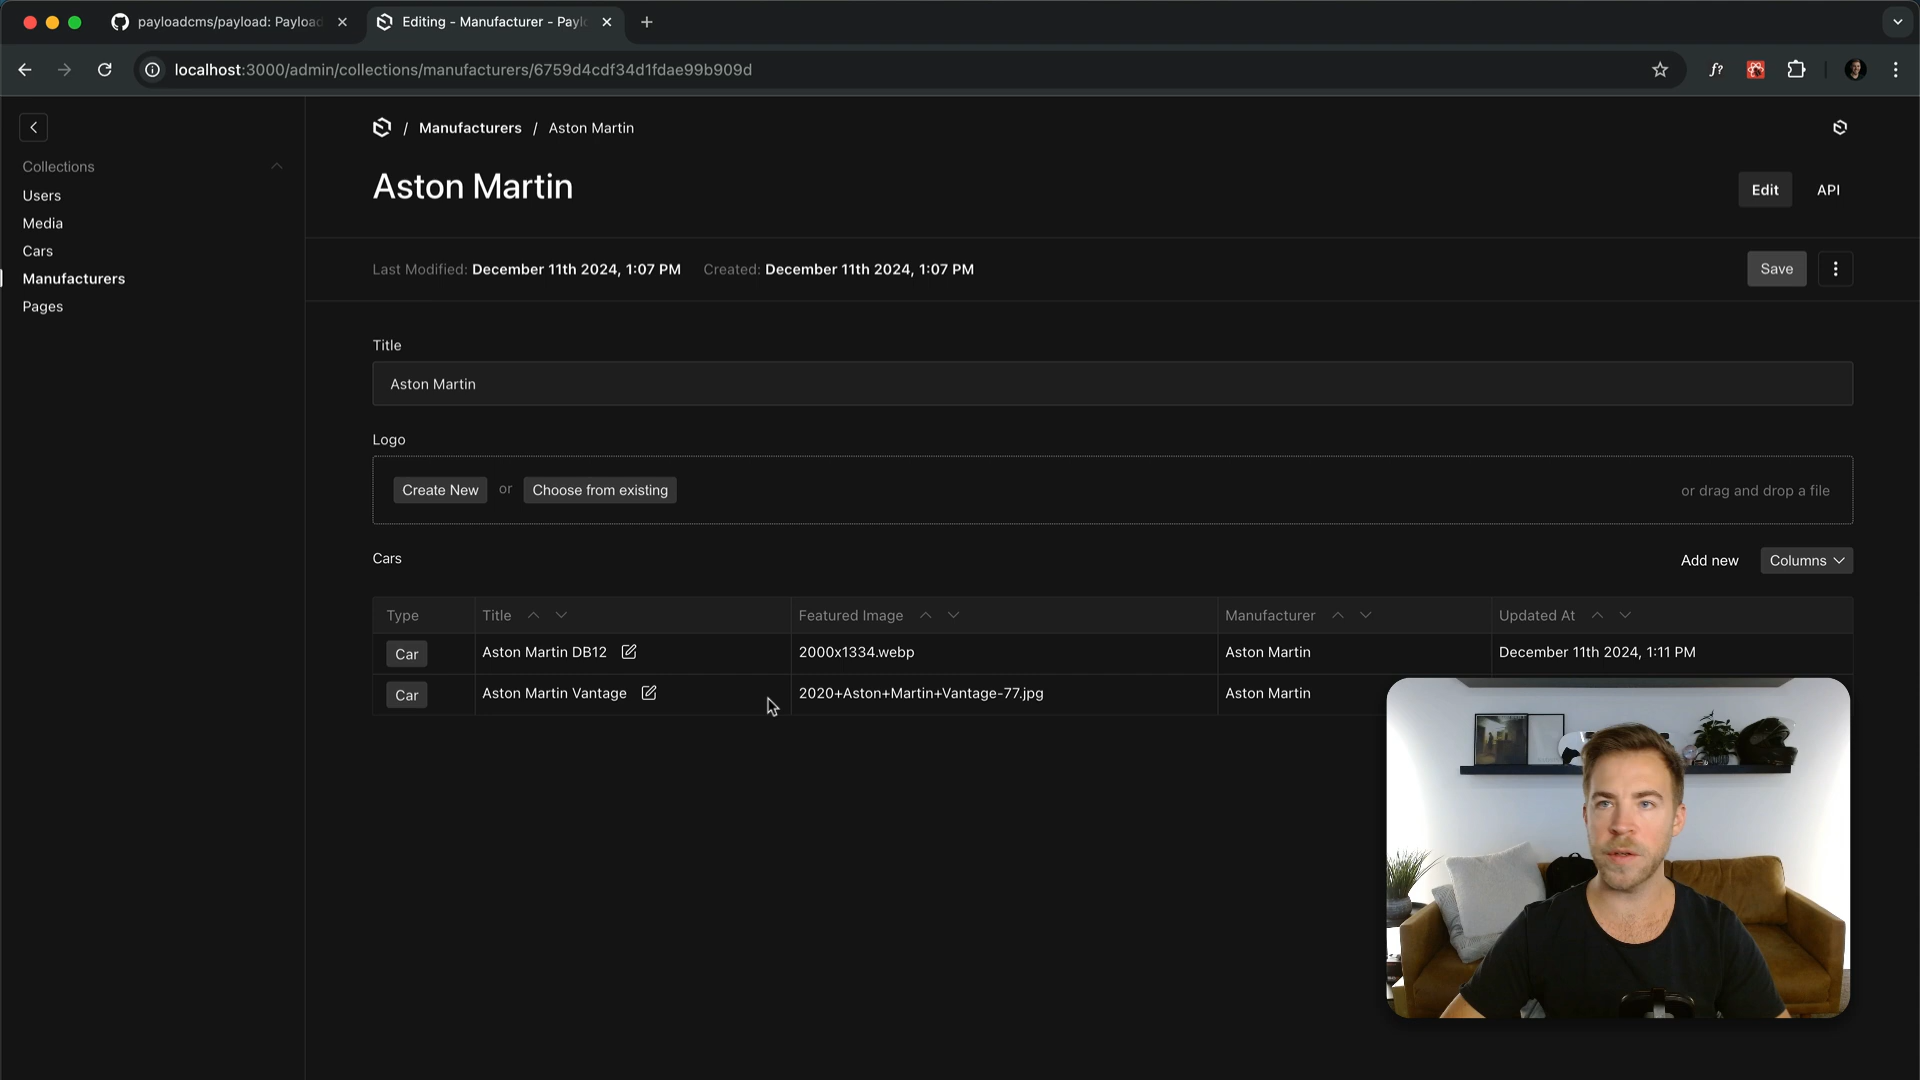 payloadcms/payload: Payload
Editing - Manufacturer - Payl
localhost:3000/admin/collections/manufacturers/6759d4cdf34d1fdae99b909d
f?
/ Manufacturers / Aston Martin
Collections
Users
Media
Cars
Manufacturers
Pages
Aston Martin
Edit API
Last Modified: December 11th 2024, 1:07 PM Created: December 11th 2024, 1:07 PM
Save
Title
Aston Martin
Logo
Create New or Choose from existing
or drag and drop a file
Cars
Add new Columns
Type Title Featured Image Manufacturer Updated At
Car Aston Martin DB12 2000x1334.webp Aston Martin December 11th 2024, 1:11 PM
Car Aston Martin Vantage 2020+Aston+Martin+Vantage-77.jpg Aston Martin